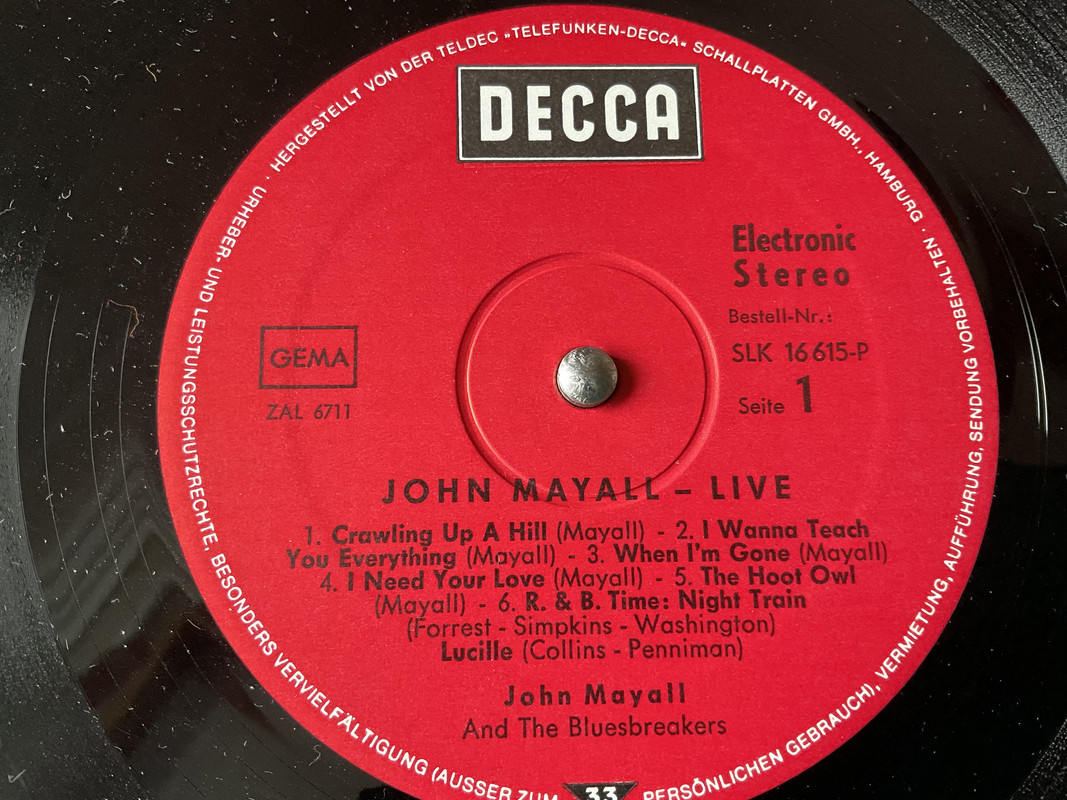 HERGESTELLT VON DER TELDEC »TELEFUNKEN-DECCA« SCHALLPLATTEN GMBH., HAMBURG · URHEBER- UND LEISTUNGSSCHUTZRECHTE, BESONDERS VERVIELFÄLTIGUNG (AUSSER ZUM PERSÖNLICHEN GEBRAUCH), VERMIETUNG, AUFFÜHRUNG, SENDUNG VORBEHALTEN ·
DECCA
Electronic
Stereo
Bestell-Nr.:
SLK 16 615-P
Seite 1
GEMA
ZAL 6711
JOHN MAYALL – LIVE
1. Crawling Up A Hill (Mayall) - 2. I Wanna Teach
You Everything (Mayall) - 3. When I'm Gone (Mayall)
4. I Need Your Love (Mayall) - 5. The Hoot Owl
(Mayall) - 6. R. & B. Time: Night Train
(Forrest - Simpkins - Washington)
Lucille (Collins - Penniman)
John Mayall
And The Bluesbreakers
33